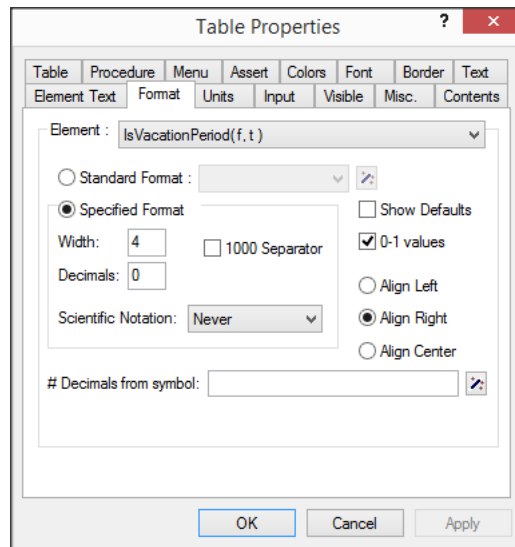 Table Properties ?
Table Procedure Menu Assert Colors Font Border Text
Element Text Format Units Input Visible Misc. Contents
Element : IsVacationPeriod( f, t )
Standard Format :
Specified Format Show Defaults
Width: 4 1000 Separator 0-1 values
Decimals: 0 Align Left
Scientific Notation: Never Align Right
Align Center
# Decimals from symbol:
OK Cancel Apply